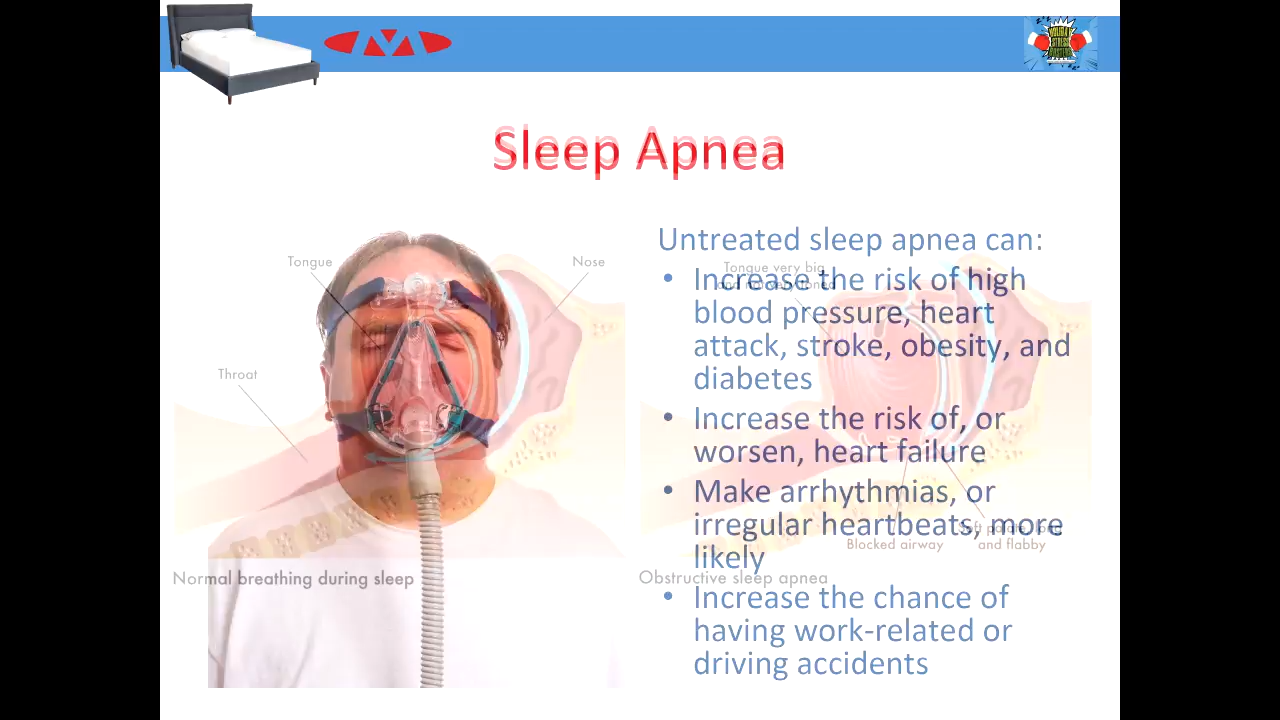 Sleep Apnea
Untreated sleep apnea can:
• Increase the risk of high
blood pressure, heart
attack, stroke, obesity, and
diabetes
• Increase the risk of, or
worsen, heart failure
• Make arrhythmias, or
irregular heartbeats, more
likely
• Increase the chance of
having work-related or
driving accidents
Tongue
Nose
Throat
Normal breathing during sleep
Tongue very big
and
Blocked airway
Soft
and flabby
Obstructive sleep apnea